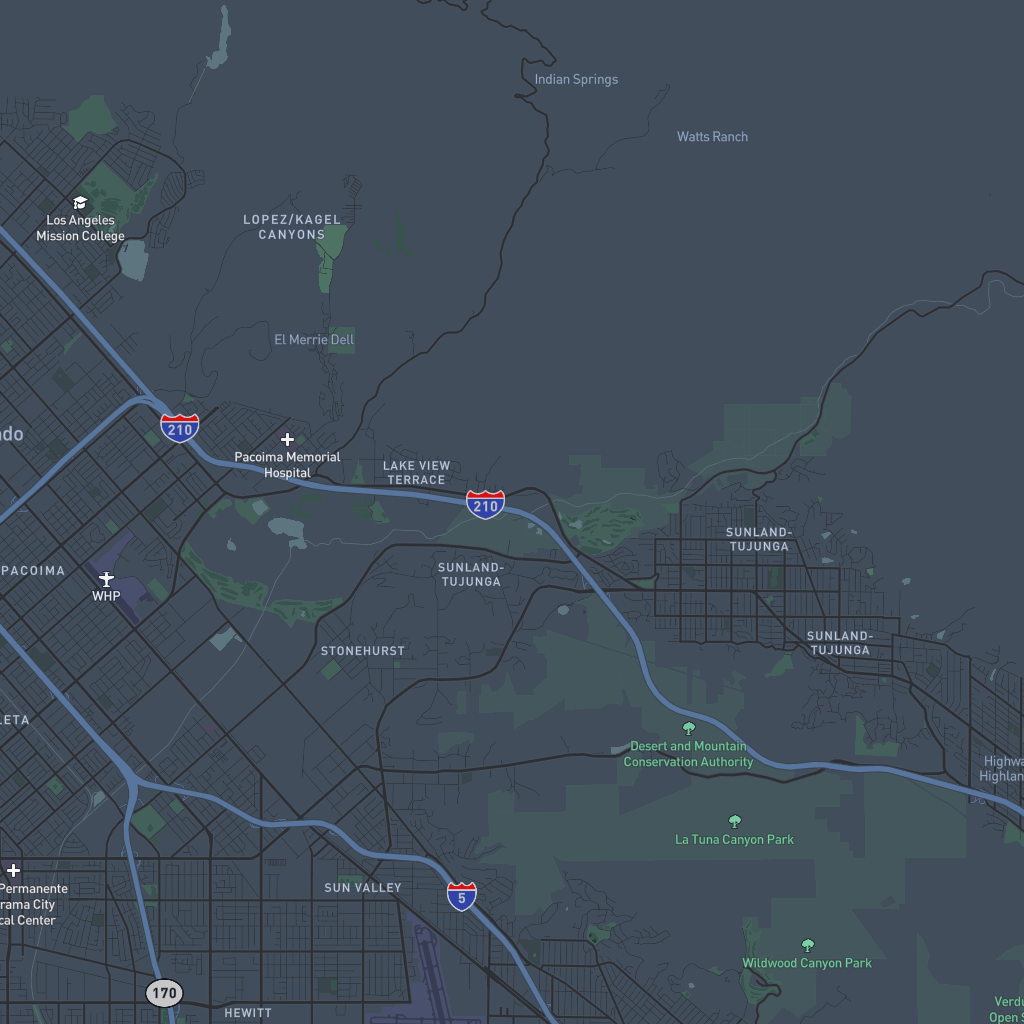 Indian Springs
Watts Ranch
Los Angeles
Mission College
LOPEZ/KAGEL
CANYONS
El Merrie Dell
210
ndo
Pacoima Memorial
Hospital
LAKE VIEW
TERRACE
210
SUNLAND-
TUJUNGA
SUNLAND-
TUJUNGA
PACOIMA
WHP
SUNLAND-
TUJUNGA
STONEHURST
LETA
Desert and Mountain
Conservation Authority
Highwa
Highlan
La Tuna Canyon Park
Permanente
rama City
cal Center
SUN VALLEY
5
Wildwood Canyon Park
170
HEWITT
Verdu
Open S